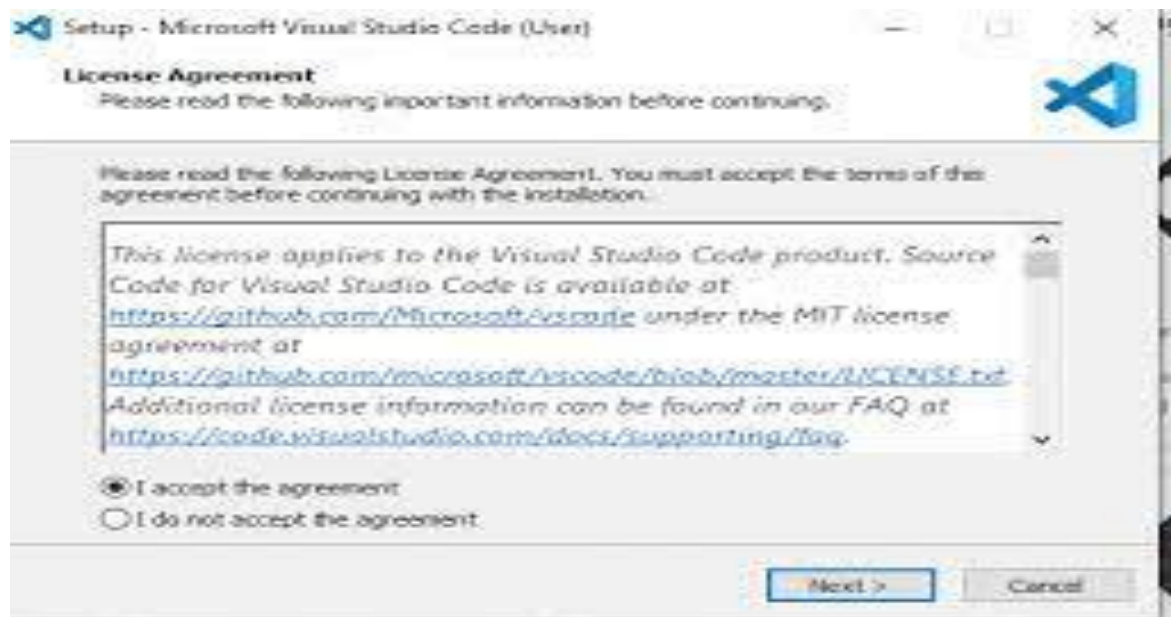 Setup - Microsoft Visual Studio Code (User)
License Agreement
Please read the following important information before continuing.
Please read the following License Agreement. You must accept the terms of this
agreement before continuing with the installation.
This license applies to the Visual Studio Code product. Source
Code for Visual Studio Code is available at
https://github.com/Microsoft/vscode under the MIT license
agreement at
https://github.com/microsoft/vscode/blob/master/LICENSE.txt.
Additional license information can be found in our FAQ at
https://code.visualstudio.com/docs/supporting/faq.
I accept the agreement
I do not accept the agreement
Next >
Cancel